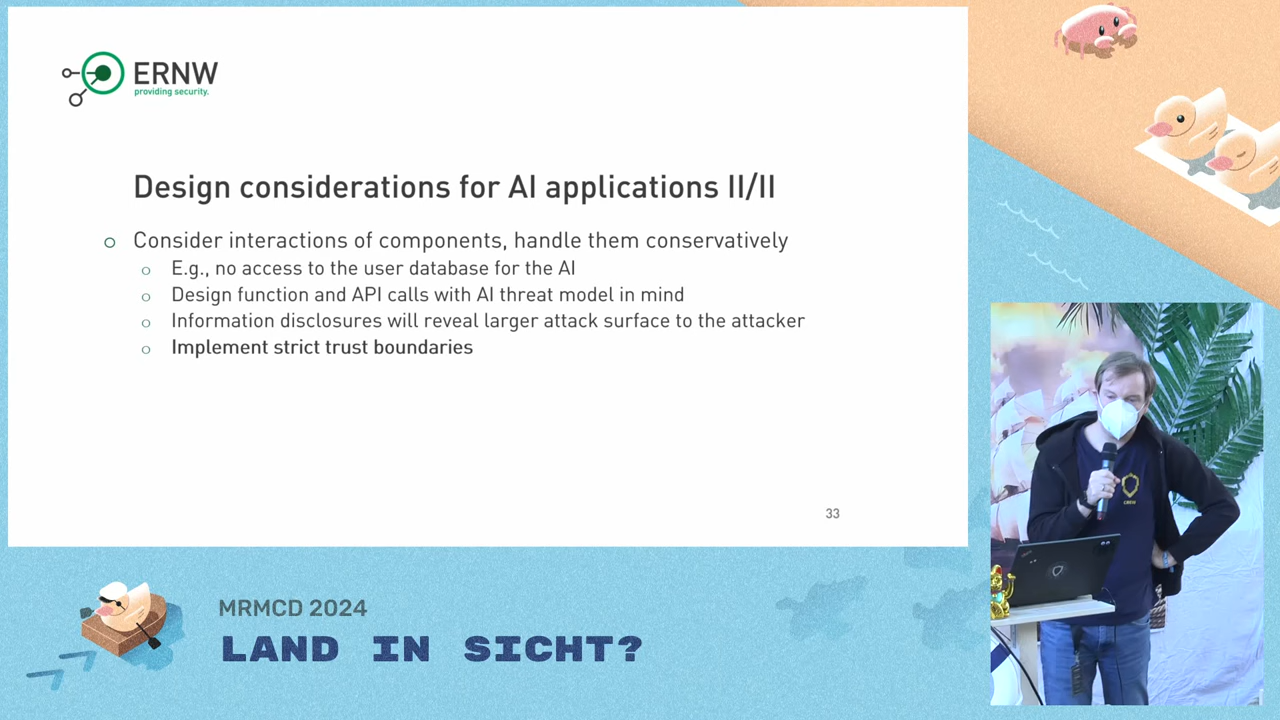 ERNW
providing security.
Design considerations for AI applications II/II
Consider interactions of components, handle them conservatively
E.g., no access to the user database for the AI
Design function and API calls with AI threat model in mind
Information disclosures will reveal larger attack surface to the attacker
Implement strict trust boundaries
33
CREW
MRMCD 2024
LAND IN SICHT?